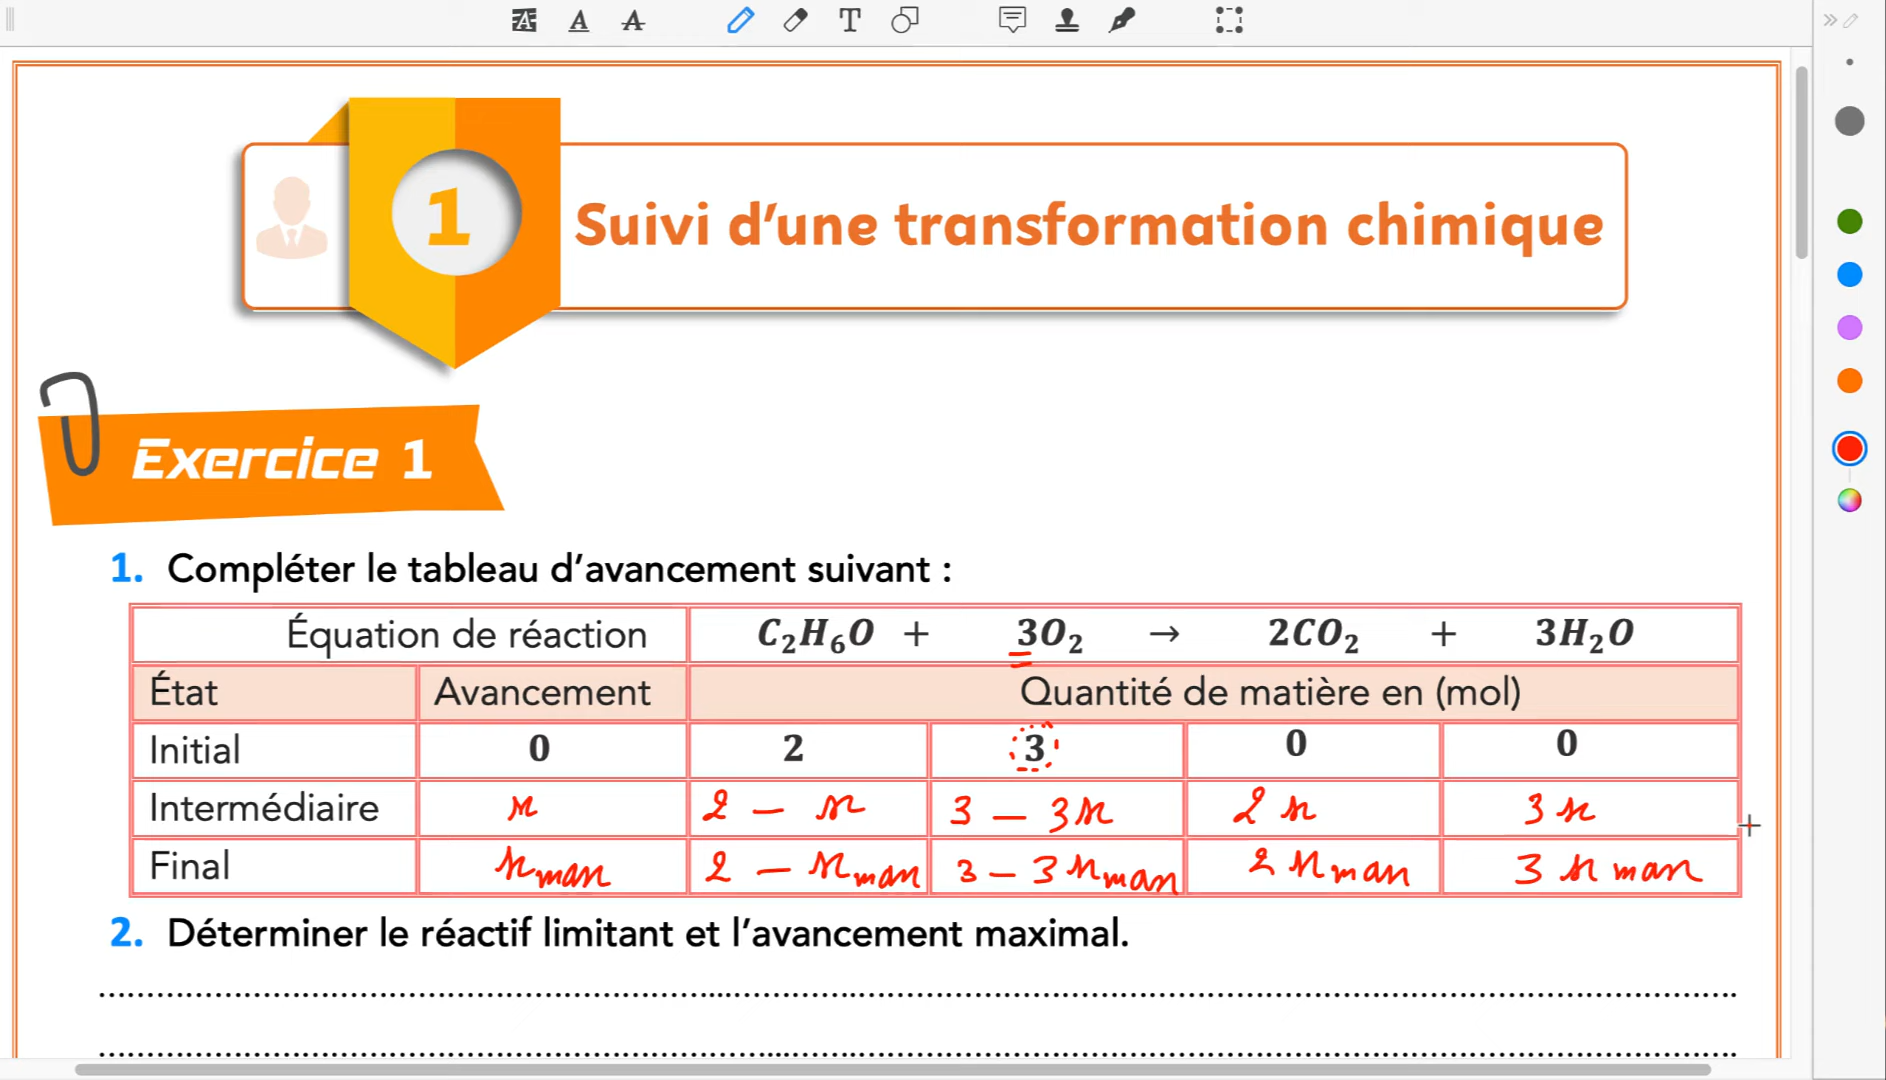 1
Suivi d'une transformation chimique
Exercice 1
1. Compléter le tableau d'avancement suivant :
Équation de réaction C₂H₆O + 3O₂ → 2CO₂ + 3H₂O
État Avancement Quantité de matière en (mol)
Initial 0 2 3 0 0
Intermédiaire x 2 - x 3 - 3x 2x 3x
Final xmax 2 - xmax 3 - 3xmax 2xmax 3xmax
2. Déterminer le réactif limitant et l'avancement maximal.